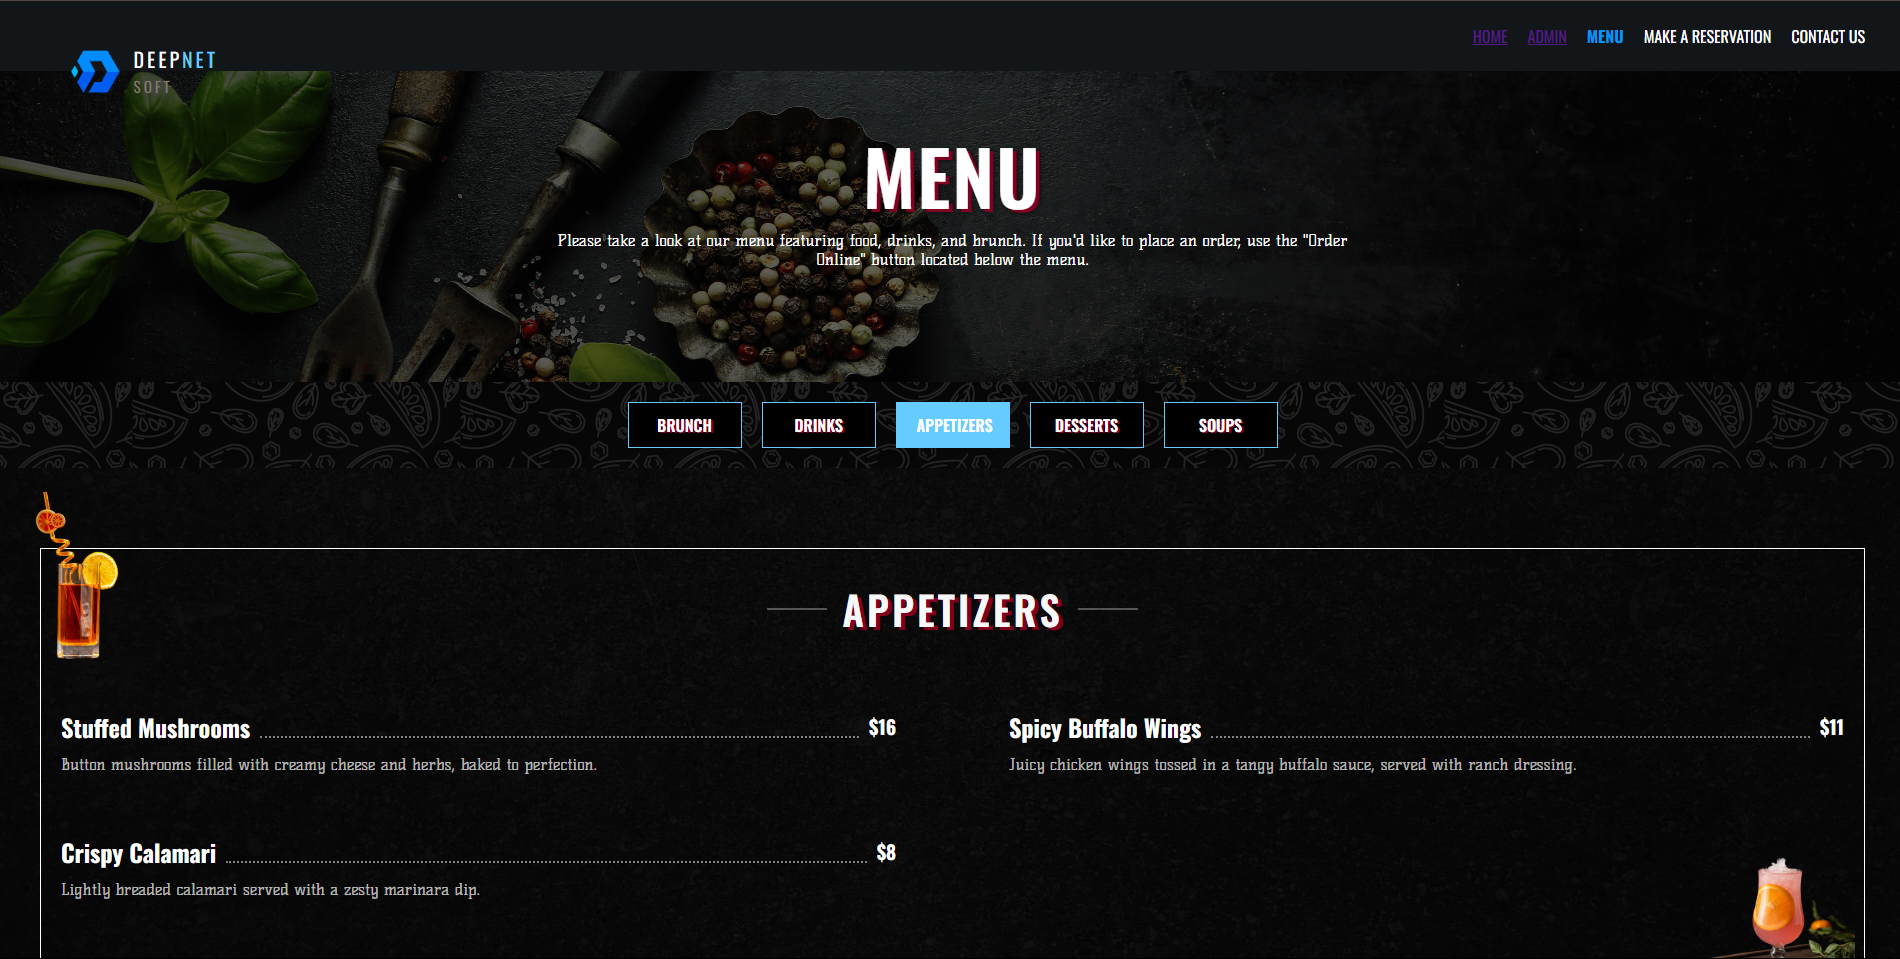 HOME ADMIN MENU MAKE A RESERVATION CONTACT US
DEEPNET
SOFT
MENU
Please take a look at our menu featuring food, drinks, and brunch. If you'd like to place an order, use the "Order
Online" button located below the menu.
BRUNCH DRINKS APPETIZERS DESSERTS SOUPS
APPETIZERS
Stuffed Mushrooms $16
Button mushrooms filled with creamy cheese and herbs, baked to perfection.
Spicy Buffalo Wings $11
Juicy chicken wings tossed in a tangy buffalo sauce, served with ranch dressing.
Crispy Calamari $8
Lightly breaded calamari served with a zesty marinara dip.